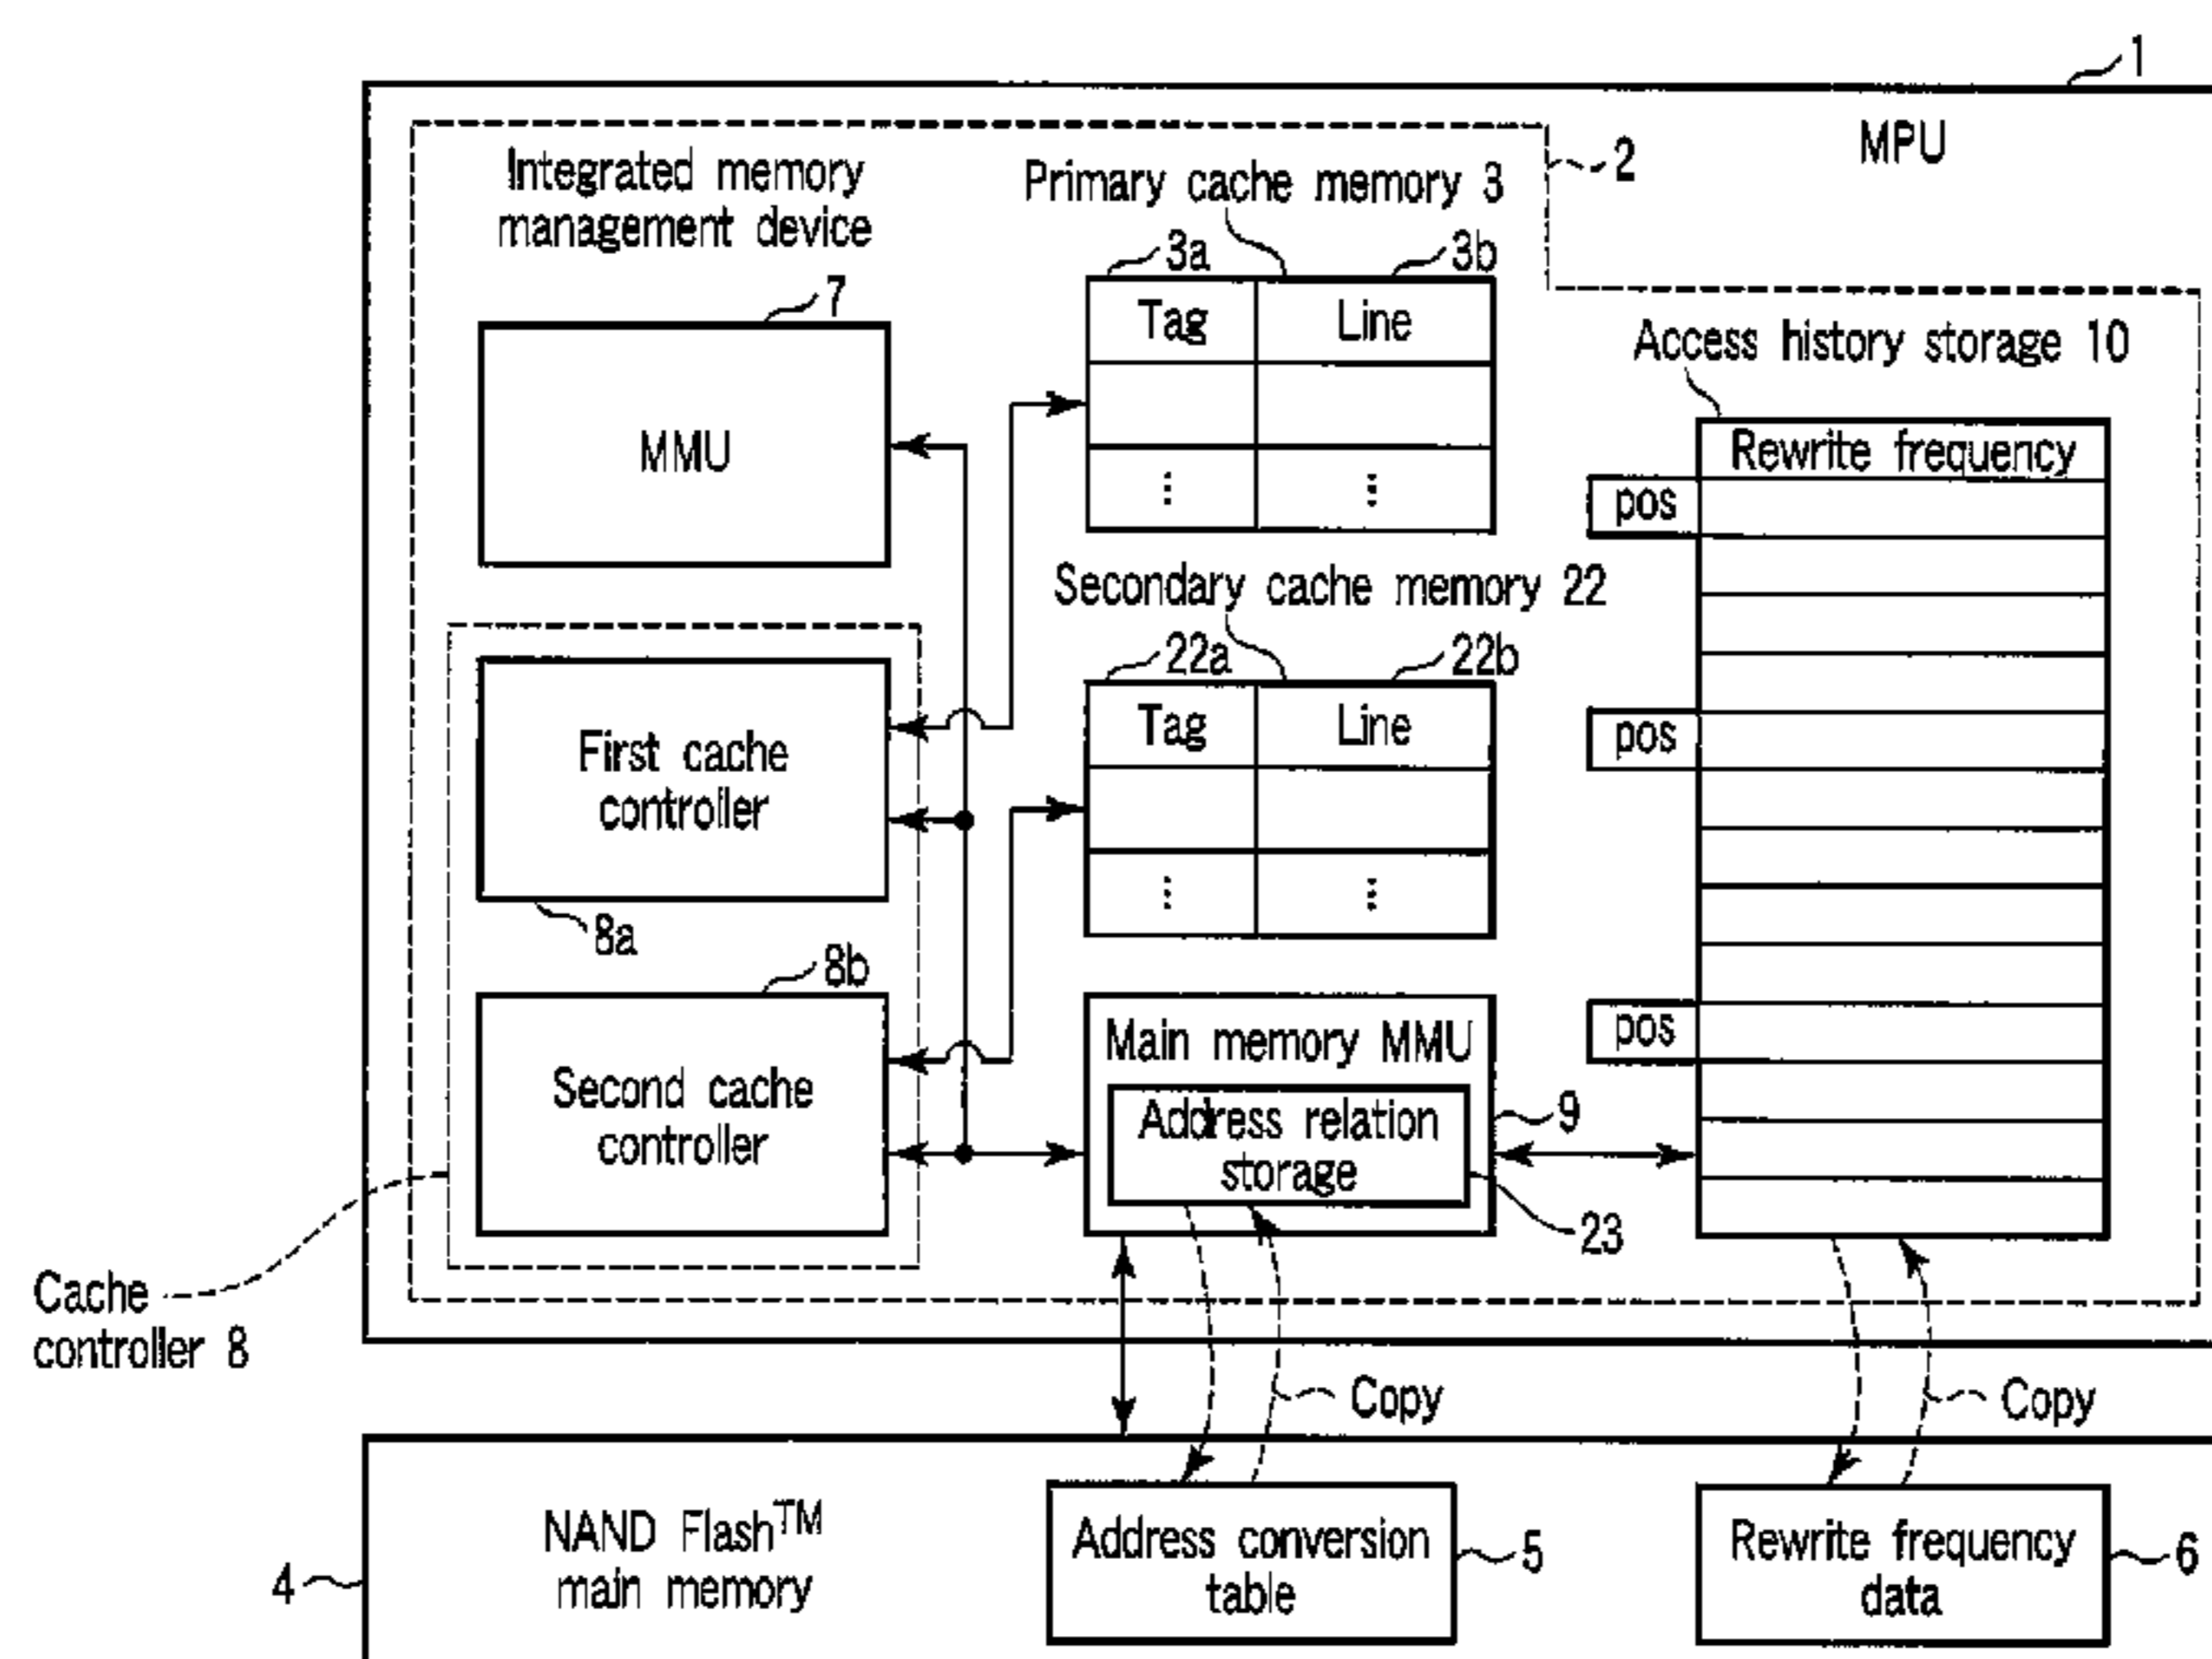 1
MPU
2
Integrated memory
management device
Primary cache memory 3
3a
3b
7
Tag
Line
Access history storage 10
MMU
Rewrite frequency
⋮
⋮
pos
Secondary cache memory 22
22a
22b
Tag
Line
pos
First cache
controller
⋮
⋮
8a
8b
pos
Main memory MMU
Second cache
controller
Address relation
storage
9
23
Cache
controller 8
Copy
Copy
NAND Flash™
main memory
4
Address conversion
table
5
Rewrite frequency
data
6